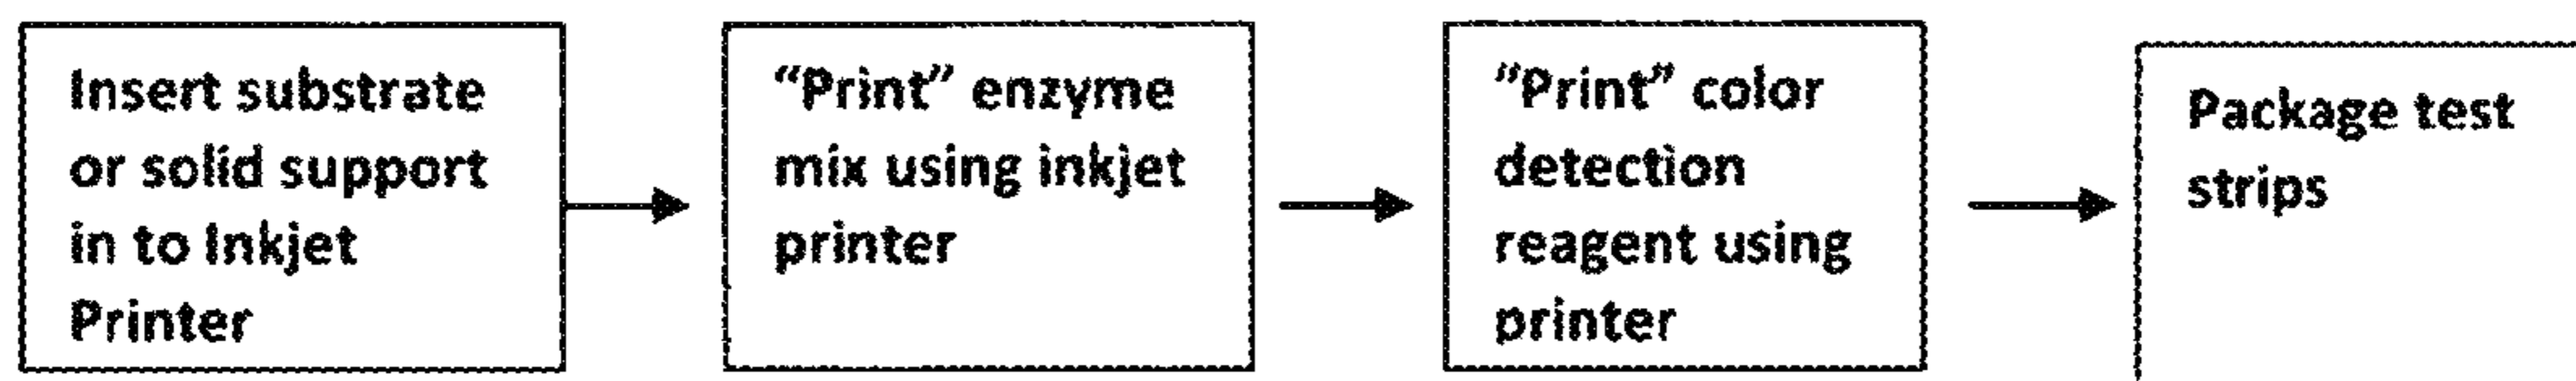 Insert substrate
or solid support
in to Inkjet
Printer
“Print” enzyme
mix using inkjet
printer
“Print” color
detection
reagent using
printer
Package test
strips